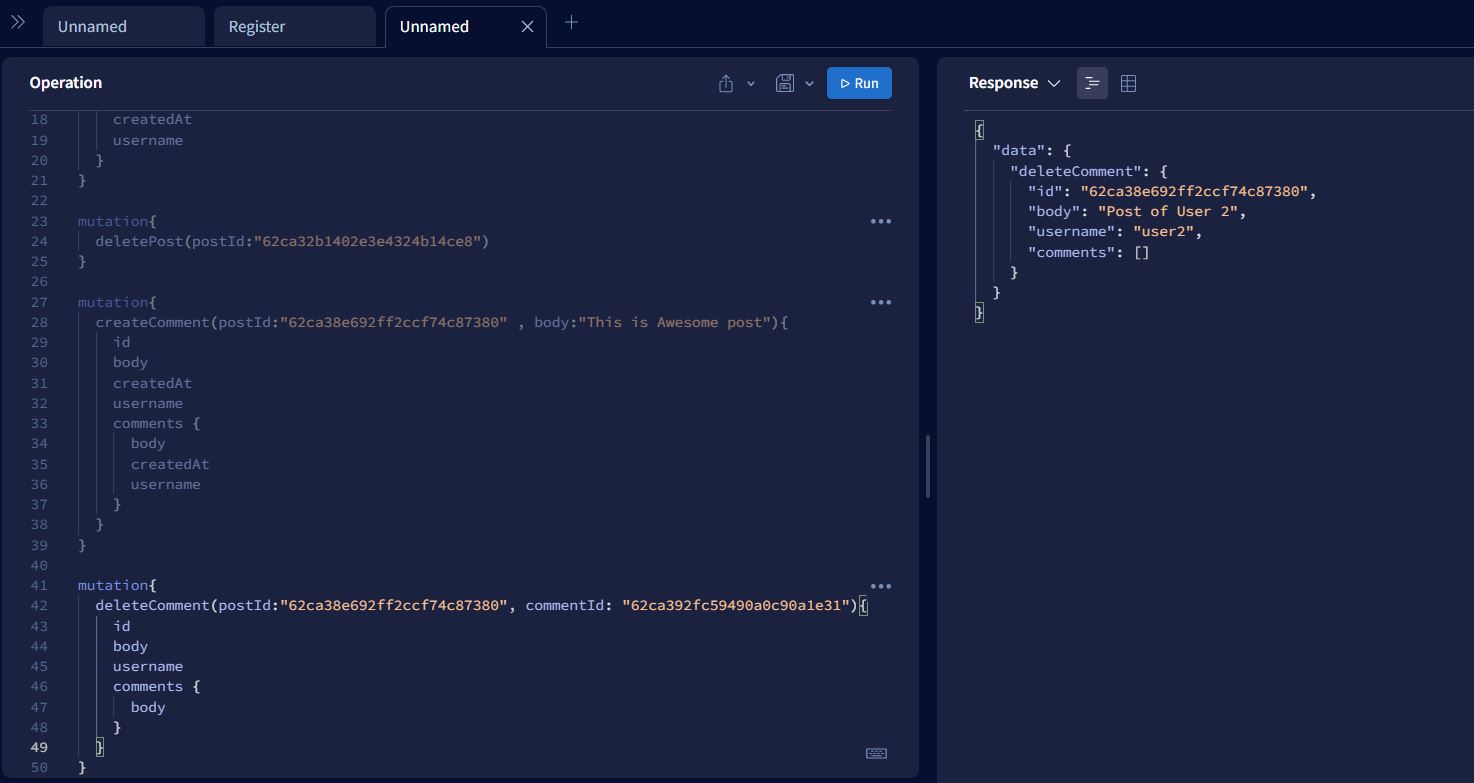 Unnamed
Register
Unnamed
Operation
Run
18 createdAt
19 username
20 }
21 }
22
23 mutation{
24 deletePost(postId:"62ca32b1402e3e4324b14ce8")
25 }
26
27 mutation{
28 createComment(postId:"62ca38e692ff2ccf74c87380" , body:"This is Awesome post"){
29 id
30 body
31 createdAt
32 username
33 comments {
34 body
35 createdAt
36 username
37 }
38 }
39 }
40
41 mutation{
42 deleteComment(postId:"62ca38e692ff2ccf74c87380", commentId: "62ca392fc59490a0c90a1e31"){
43 id
44 body
45 username
46 comments {
47 body
48 }
49 }
50 }
Response
{
"data": {
"deleteComment": {
"id": "62ca38e692ff2ccf74c87380",
"body": "Post of User 2",
"username": "user2",
"comments": []
}
}
}